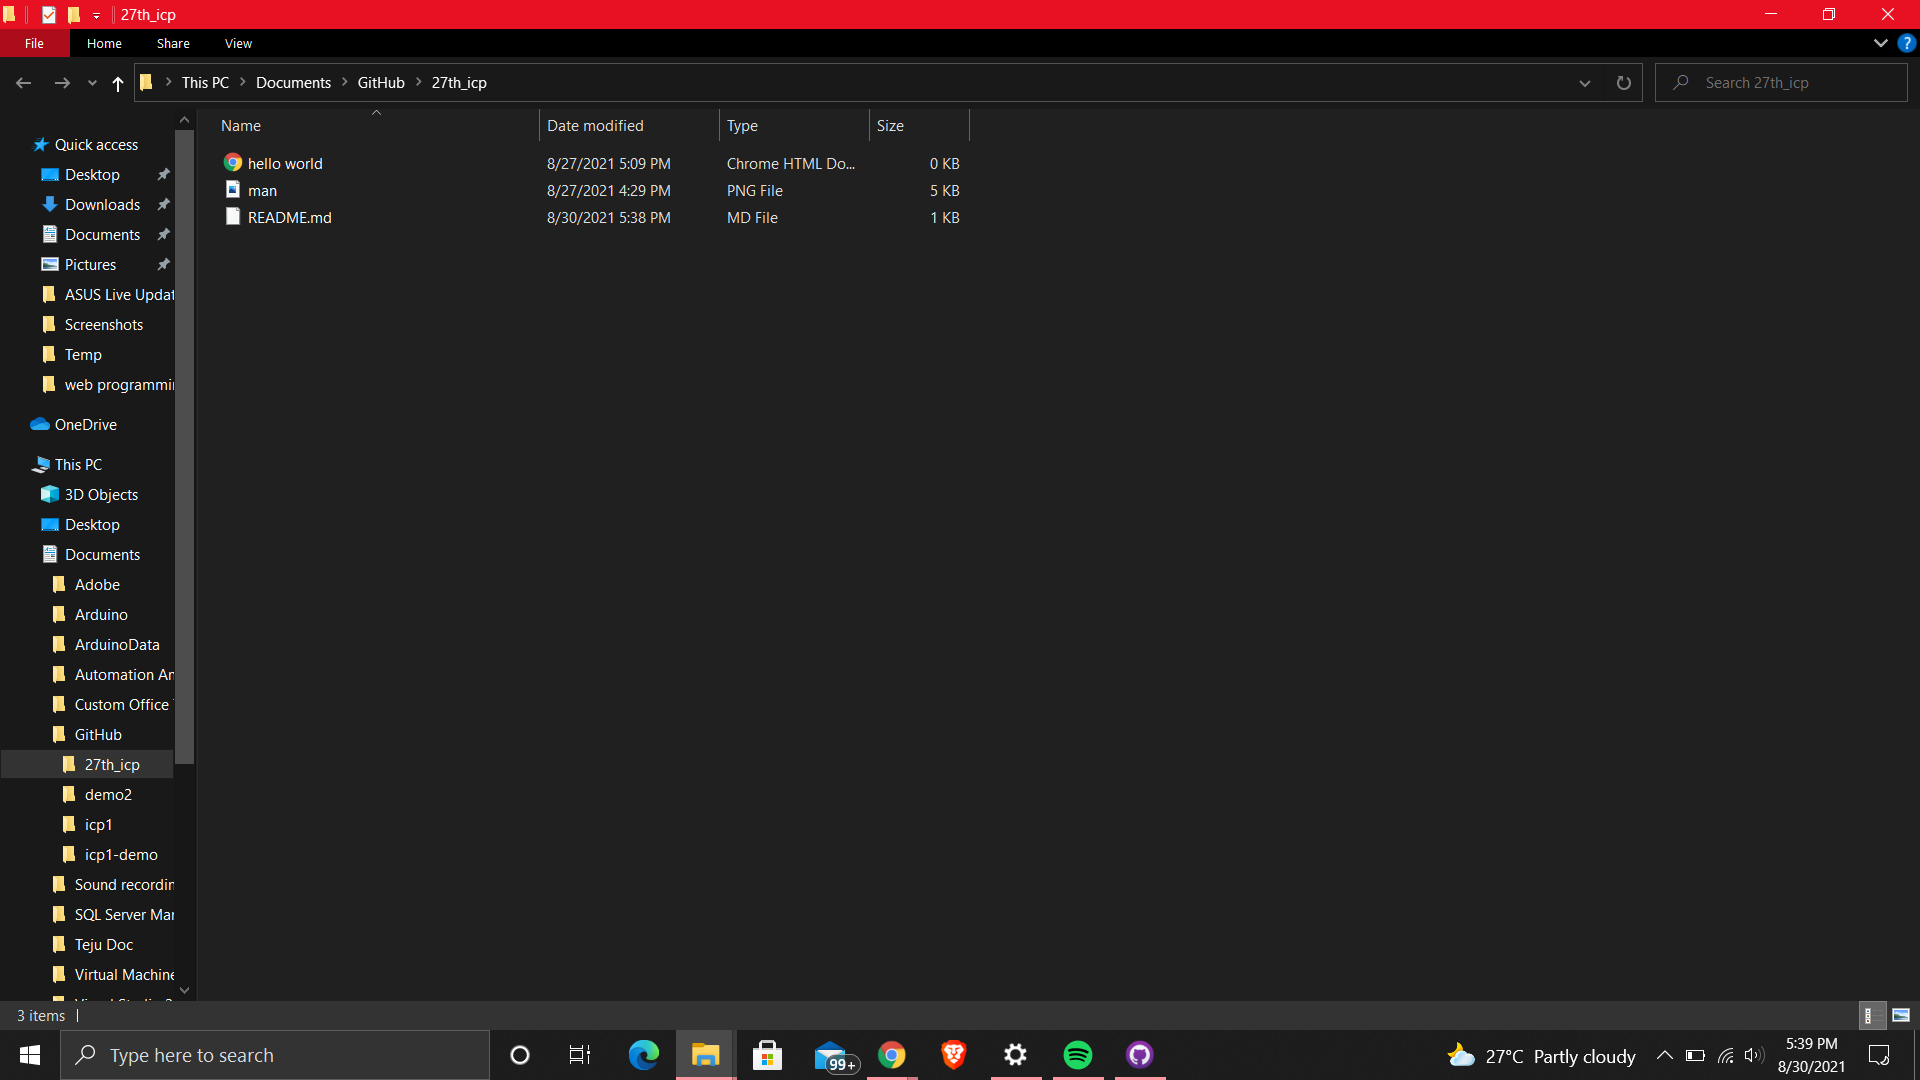 27th_icp
File Home Share View
This PC Documents GitHub 27th_icp
Search 27th_icp
Name Date modified Type Size
hello world 8/27/2021 5:09 PM Chrome HTML Do... 0 KB
man 8/27/2021 4:29 PM PNG File 5 KB
README.md 8/30/2021 5:38 PM MD File 1 KB
Quick access
Desktop
Downloads
Documents
Pictures
ASUS Live Updat
Screenshots
Temp
web programmin
OneDrive
This PC
3D Objects
Desktop
Documents
Adobe
Arduino
ArduinoData
Automation An
Custom Office
GitHub
27th_icp
demo2
icp1
icp1-demo
Sound recordin
SQL Server Man
Teju Doc
Virtual Machine
3 items
Type here to search
99+
27°C Partly cloudy
5:39 PM
8/30/2021